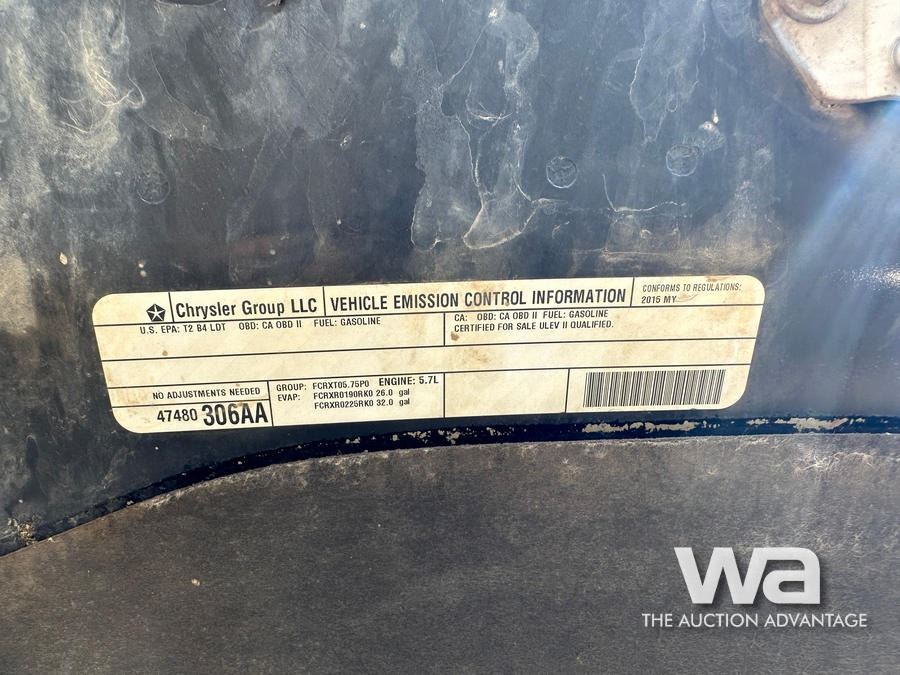 Chrysler Group LLC
VEHICLE EMISSION CONTROL INFORMATION
CONFORMS TO REGULATIONS:
2015 MY
U.S. EPA: T2 B4 LDT OBD: CA OBD II FUEL: GASOLINE
CA: OBD: CA OBD II FUEL: GASOLINE
CERTIFIED FOR SALE ULEV II QUALIFIED.
NO ADJUSTMENTS NEEDED
47480 306AA
GROUP: FCRXT05.75P0 ENGINE: 5.7L
EVAP: FCRXR0190RK0 26.0 gal
FCRXR0225RK0 32.0 gal
wa
THE AUCTION ADVANTAGE